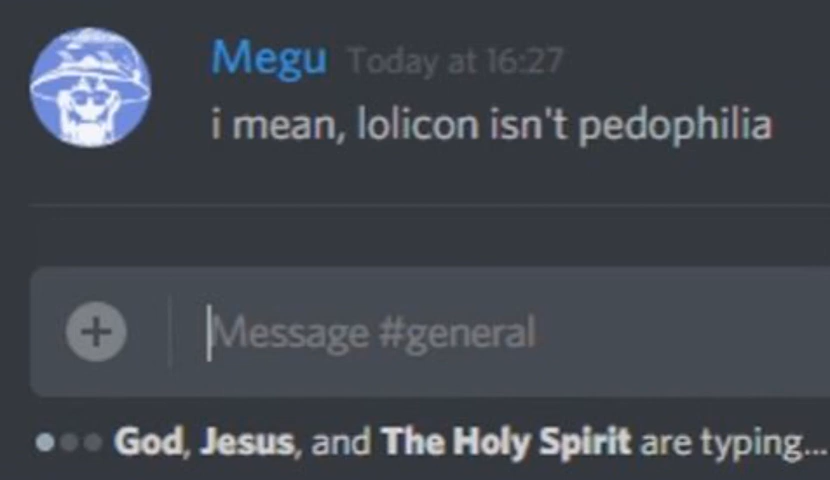 Megu Today at 16:27
i mean, lolicon isn't pedophilia
Message #general
God, Jesus, and The Holy Spirit are typing...